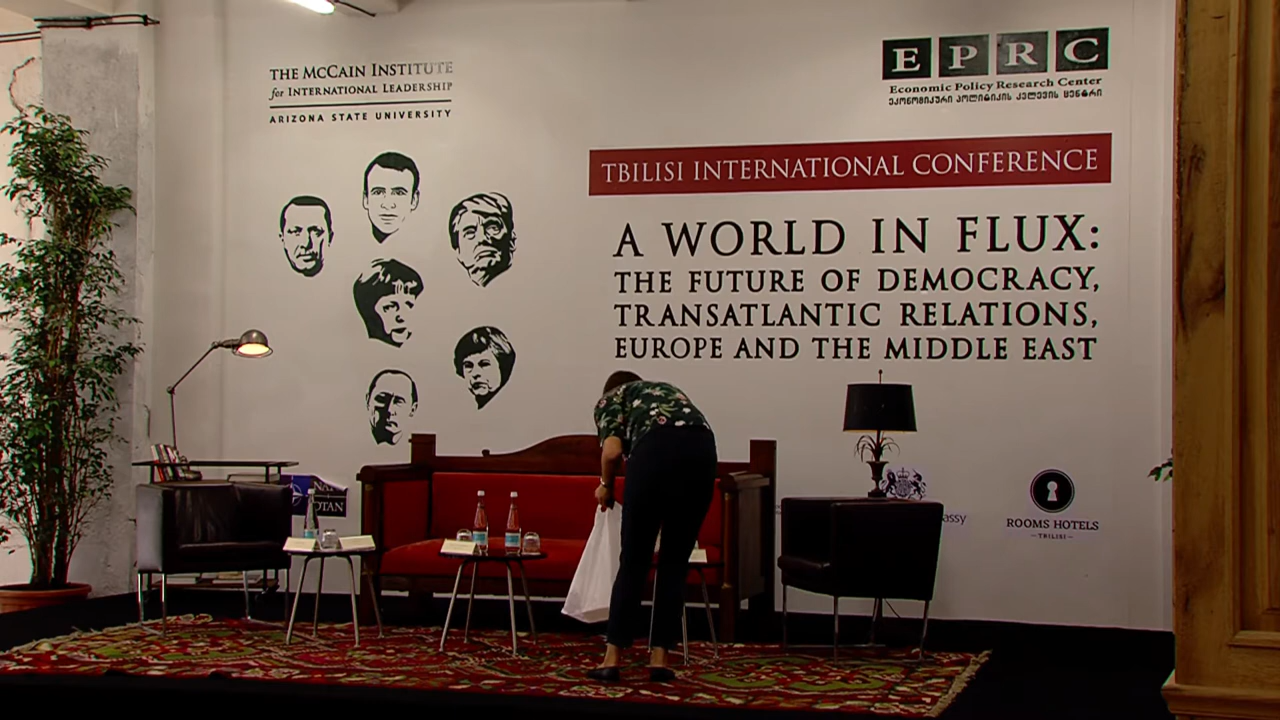 THE MCCAIN INSTITUTE
for INTERNATIONAL LEADERSHIP
ARIZONA STATE UNIVERSITY
EPRC
Economic Policy Research Center
ეკონომიკური პოლიტიკის კვლევის ცენტრი
TBILISI INTERNATIONAL CONFERENCE
A WORLD IN FLUX:
THE FUTURE OF DEMOCRACY,
TRANSATLANTIC RELATIONS,
EUROPE AND THE MIDDLE EAST
OTAN
ROOMS HOTELS
– TBILISI –